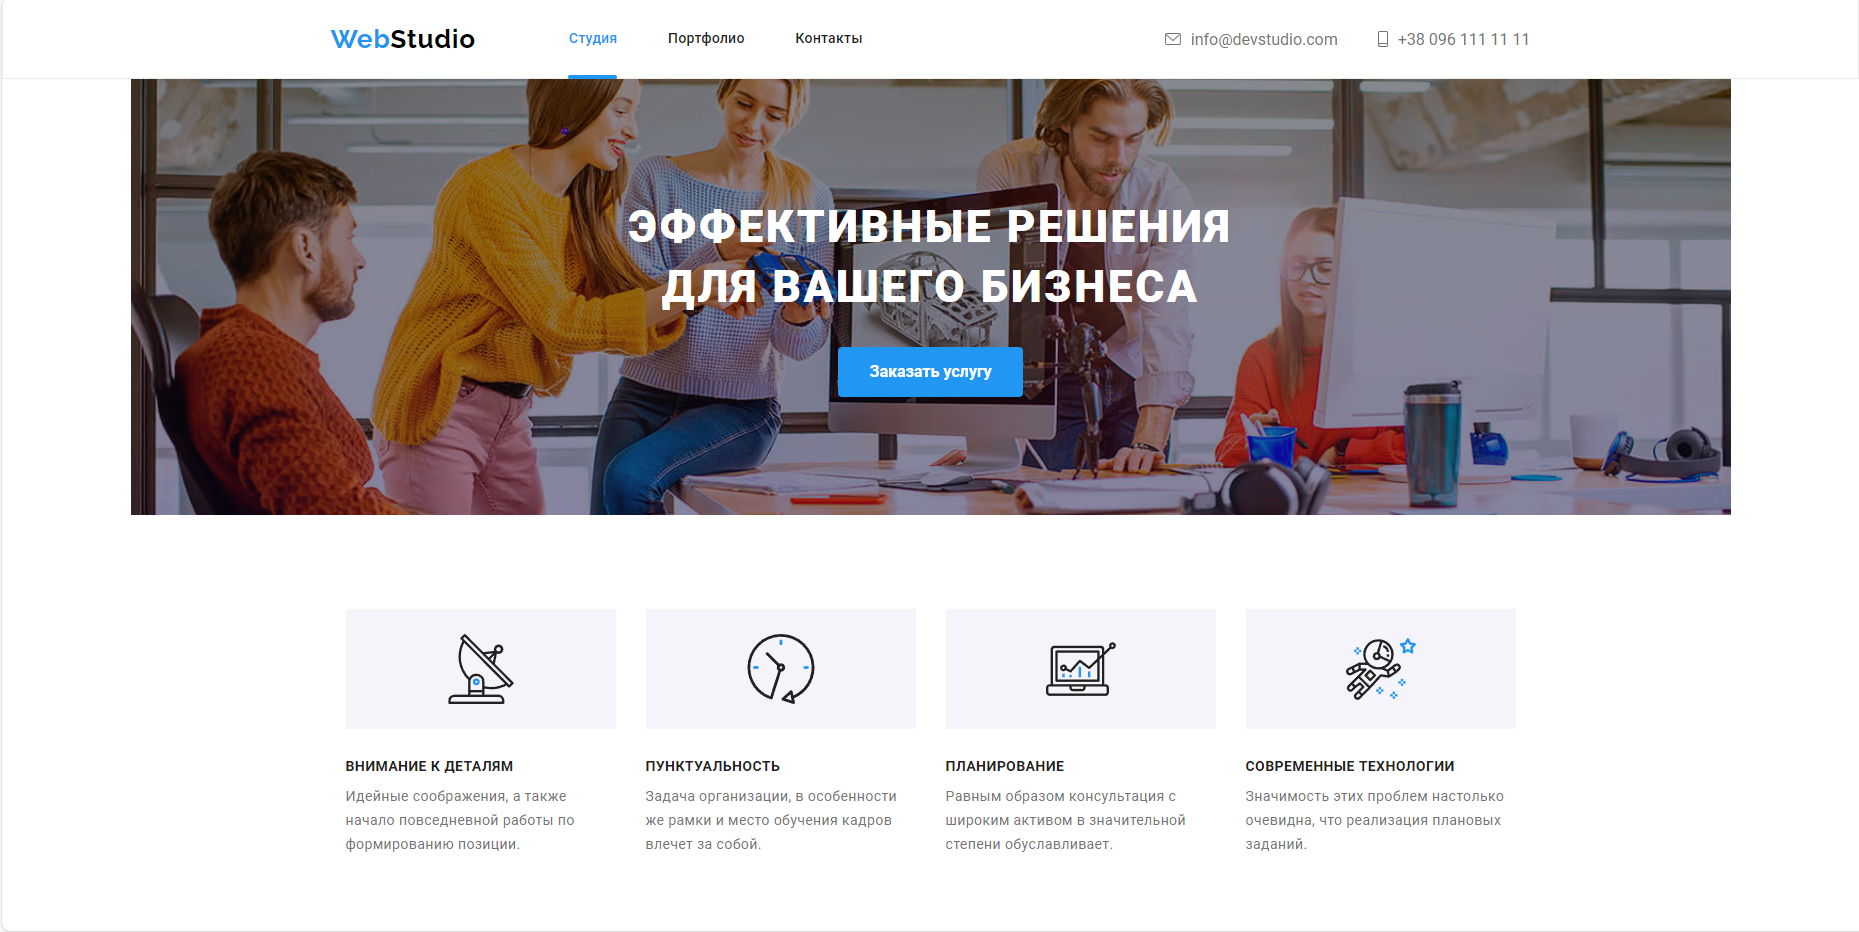 WebStudio
Студия
Портфолио
Контакты
info@devstudio.com
+38 096 111 11 11
ЭФФЕКТИВНЫЕ РЕШЕНИЯ
ДЛЯ ВАШЕГО БИЗНЕСА
Заказать услугу
ВНИМАНИЕ К ДЕТАЛЯМ
Идейные соображения, а также
начало повседневной работы по
формированию позиции.
ПУНКТУАЛЬНОСТЬ
Задача организации, в особенности
же рамки и место обучения кадров
влечет за собой.
ПЛАНИРОВАНИЕ
Равным образом консультация с
широким активом в значительной
степени обуславливает.
СОВРЕМЕННЫЕ ТЕХНОЛОГИИ
Значимость этих проблем настолько
очевидна, что реализация плановых
заданий.